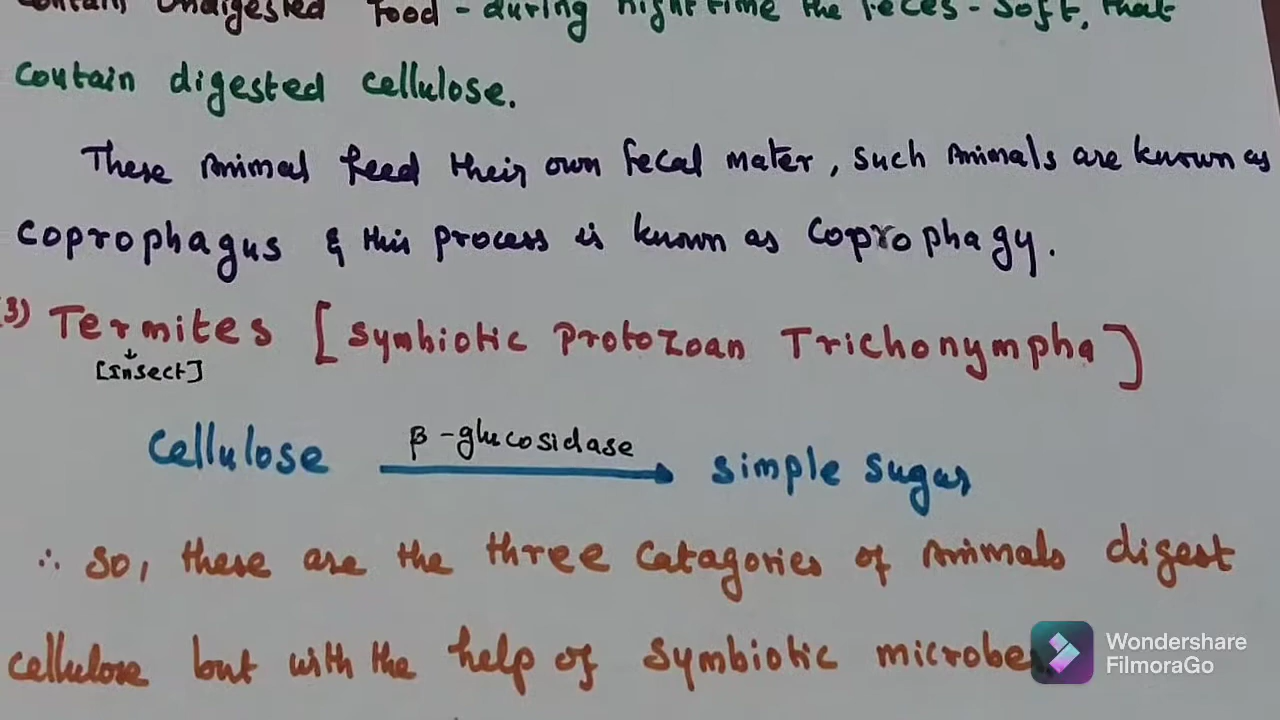 contain undigested food - during night time the feces - soft, that
contain digested cellulose.
These Animal feed their own fecal mater, such Animals are known as
coprophagus & this process is known as coprophagy.
(3) Termites [Symbiotic Protozoan Trichonympha]
[Insect]
cellulose β-glucosidase simple sugar
∴ So, these are the three catagories of Animals digest
cellulose but with the help of symbiotic microbe
Wondershare
FilmoraGo